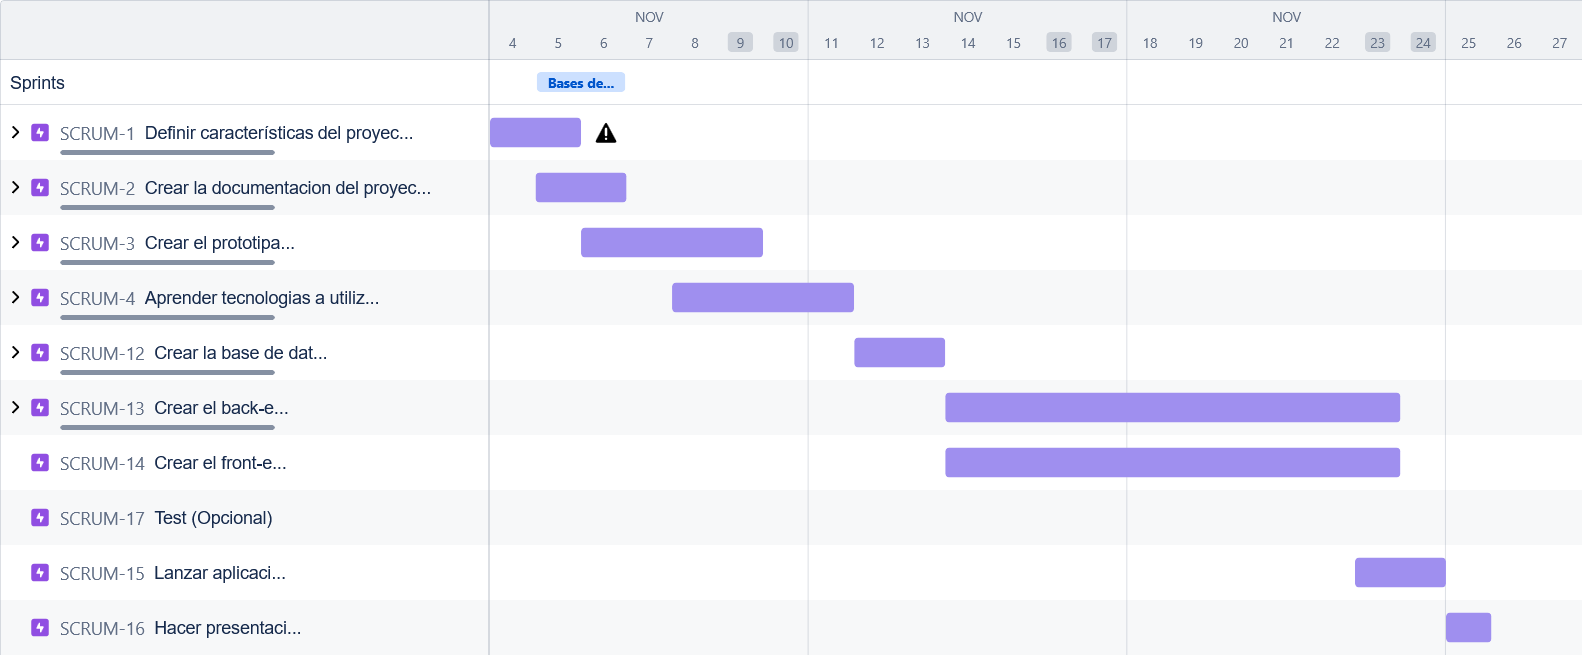 NOV NOV NOV
4 5 6 7 8 9 10 11 12 13 14 15 16 17 18 19 20 21 22 23 24 25 26 27
Sprints Bases de...
SCRUM-1 Definir características del proyec...
SCRUM-2 Crear la documentacion del proyec...
SCRUM-3 Crear el prototipa...
SCRUM-4 Aprender tecnologias a utiliz...
SCRUM-12 Crear la base de dat...
SCRUM-13 Crear el back-e...
SCRUM-14 Crear el front-e...
SCRUM-17 Test (Opcional)
SCRUM-15 Lanzar aplicaci...
SCRUM-16 Hacer presentaci...